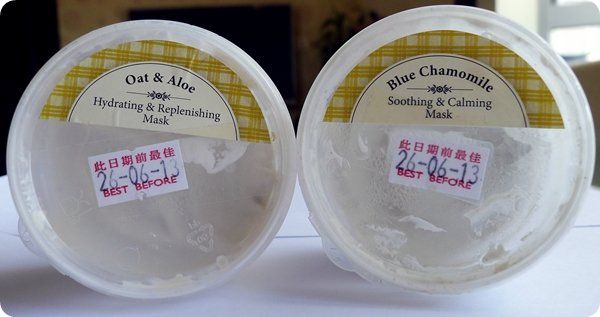 Oat & Aloe
Hydrating & Replenishing
Mask
此日期前最佳
26-06-13
BEST BEFORE
Blue Chamomile
Soothing & Calming
Mask
此日期前最佳
26-06-13
BEST BEFORE